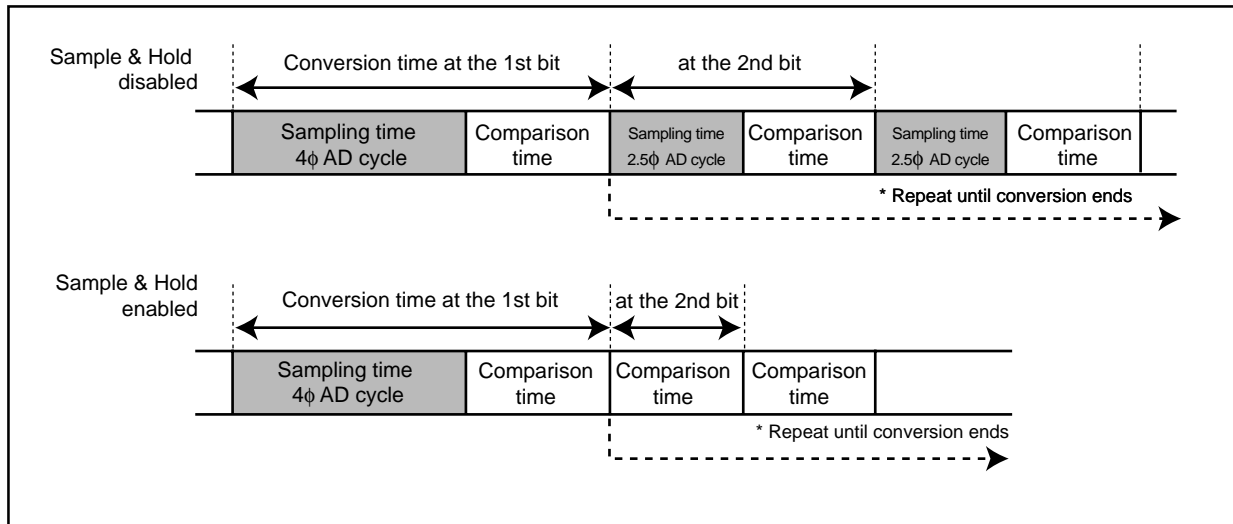 Sample & Hold
disabled
Conversion time at the 1st bit
at the 2nd bit
Sampling time
4ϕ AD cycle
Comparison
time
Sampling time
2.5ϕ AD cycle
Comparison
time
Sampling time
2.5ϕ AD cycle
Comparison
time
* Repeat until conversion ends
Sample & Hold
enabled
Conversion time at the 1st bit
at the 2nd bit
Sampling time
4ϕ AD cycle
Comparison
time
Comparison
time
Comparison
time
* Repeat until conversion ends